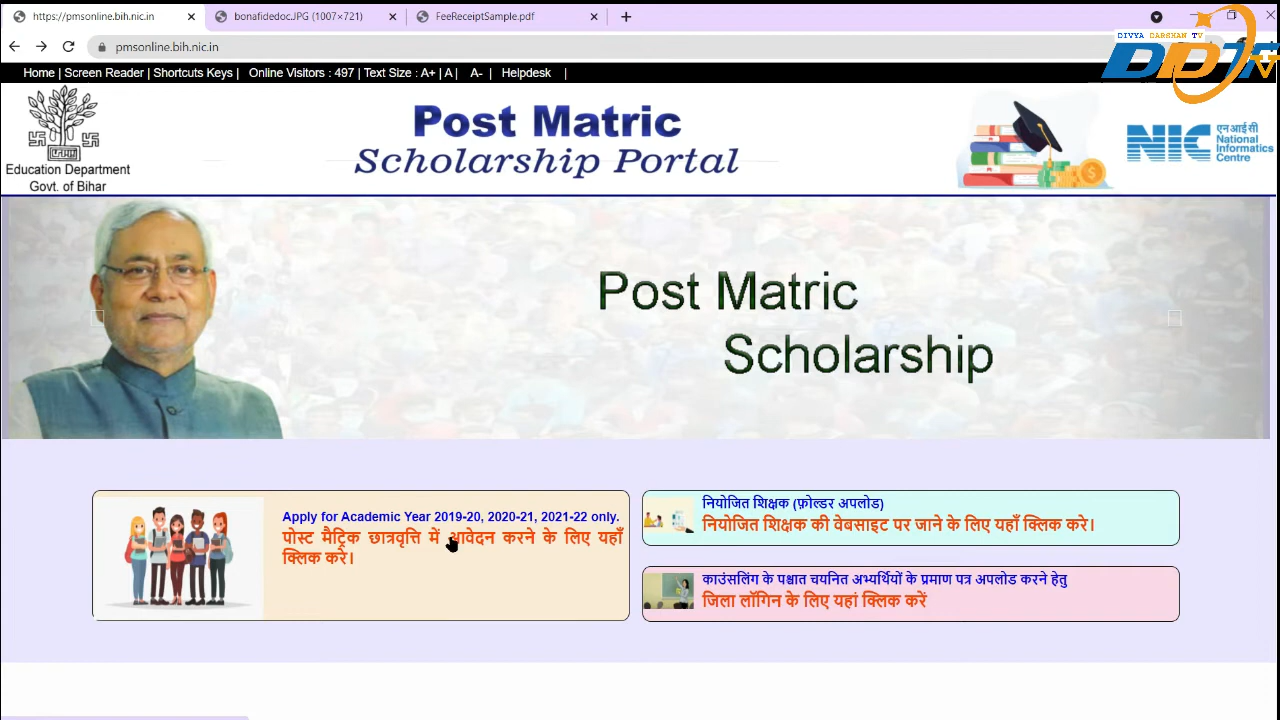 https://pmsonline.bih.nic.in
bonafidedoc.JPG (1007×721)
FeeReceiptSample.pdf
pmsonline.bih.nic.in
DIVYA DARSHAN TV
Home | Screen Reader | Shortcuts Keys | Online Visitors : 497 | Text Size : A+ | A | A- | Helpdesk |
Education Department
Govt. of Bihar
Post Matric
Scholarship Portal
NIC
एनआईसी
National
Informatics
Centre
Post Matric
Scholarship
Apply for Academic Year 2019-20, 2020-21, 2021-22 only.
पोस्ट मैट्रिक छात्रवृत्ति में आवेदन करने के लिए यहाँ
क्लिक करे।
नियोजित शिक्षक (फ़ोल्डर अपलोड)
नियोजित शिक्षक की वेबसाइट पर जाने के लिए यहाँ क्लिक करे।
काउंसलिंग के पश्चात चयनित अभ्यर्थियों के प्रमाण पत्र अपलोड करने हेतु
जिला लॉगिन के लिए यहां क्लिक करें